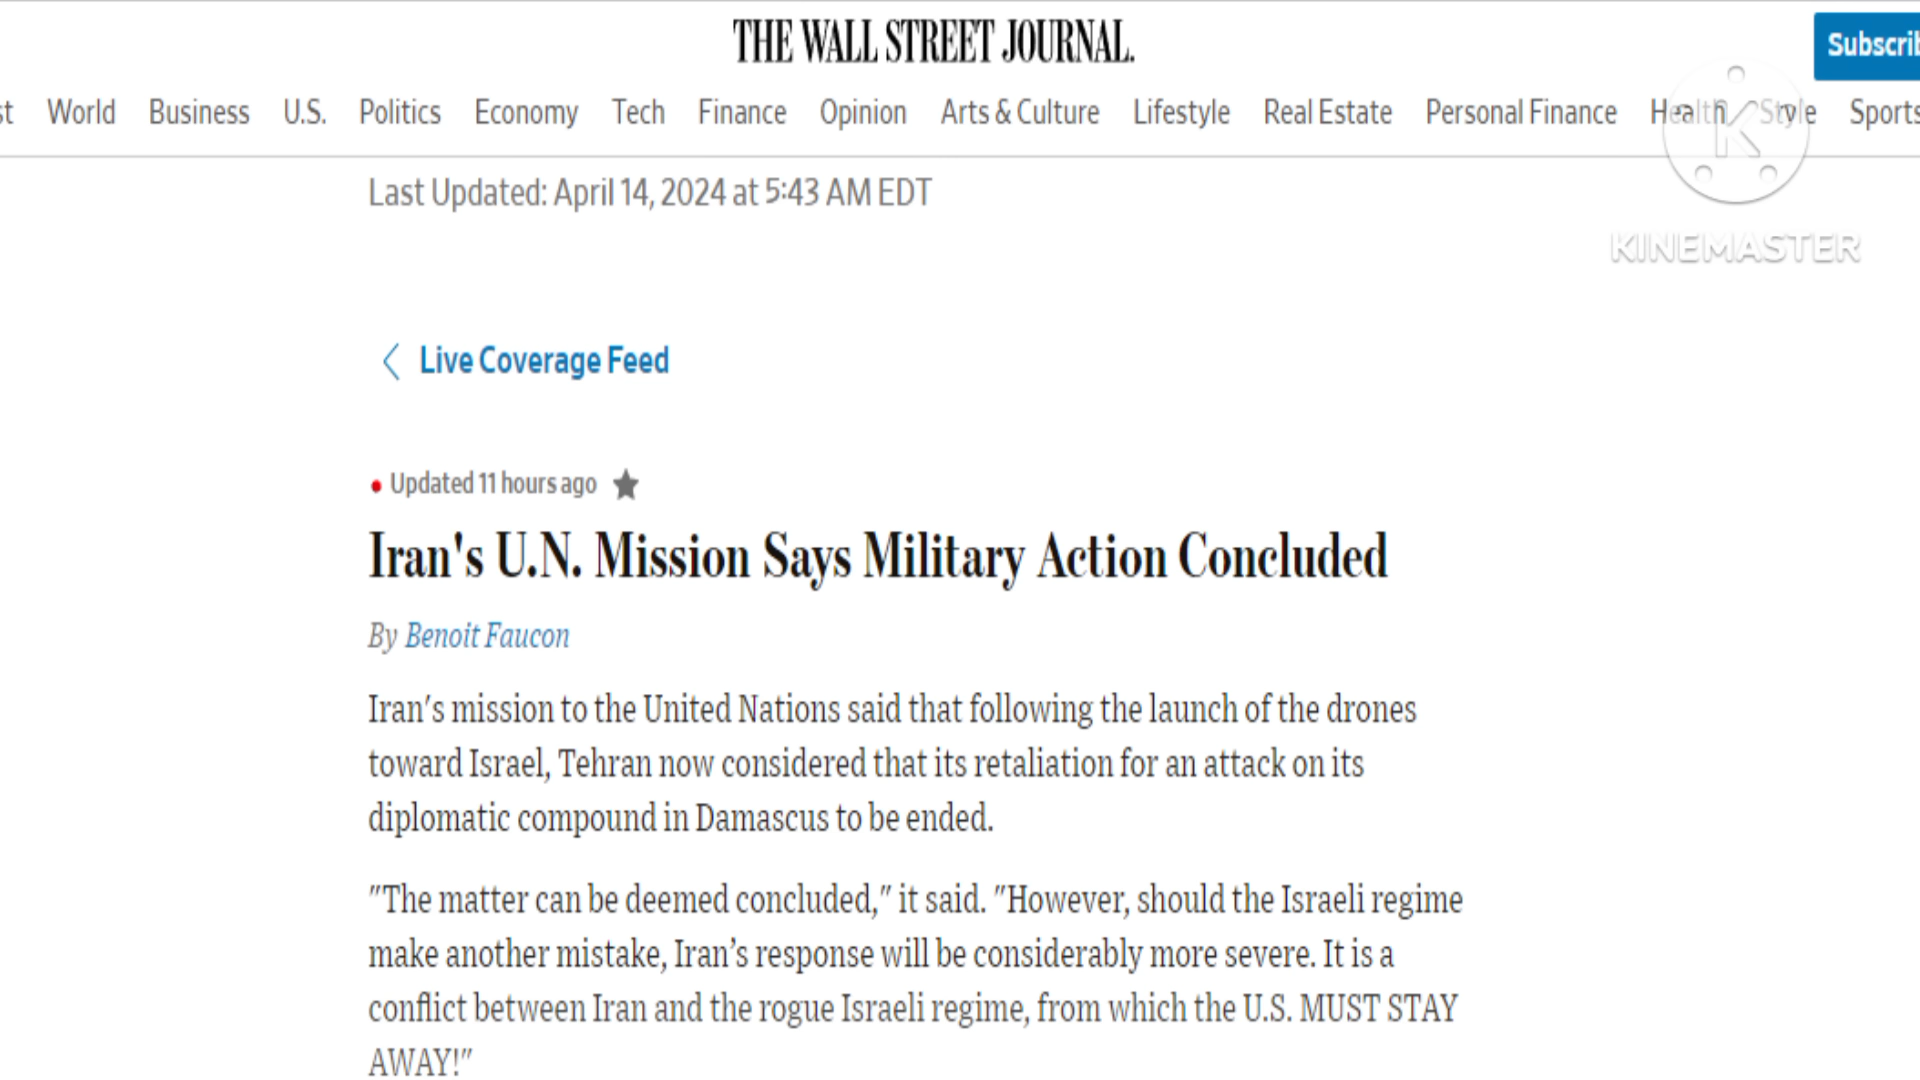 THE WALL STREET JOURNAL.
Subscrib
st World Business U.S. Politics Economy Tech Finance Opinion Arts & Culture Lifestyle Real Estate Personal Finance Health Style Sports
Last Updated: April 14, 2024 at 5:43 AM EDT
KINEMASTER
Live Coverage Feed
• Updated 11 hours ago
Iran's U.N. Mission Says Military Action Concluded
By Benoit Faucon
Iran's mission to the United Nations said that following the launch of the drones
toward Israel, Tehran now considered that its retaliation for an attack on its
diplomatic compound in Damascus to be ended.
"The matter can be deemed concluded," it said. "However, should the Israeli regime
make another mistake, Iran’s response will be considerably more severe. It is a
conflict between Iran and the rogue Israeli regime, from which the U.S. MUST STAY
AWAY!"